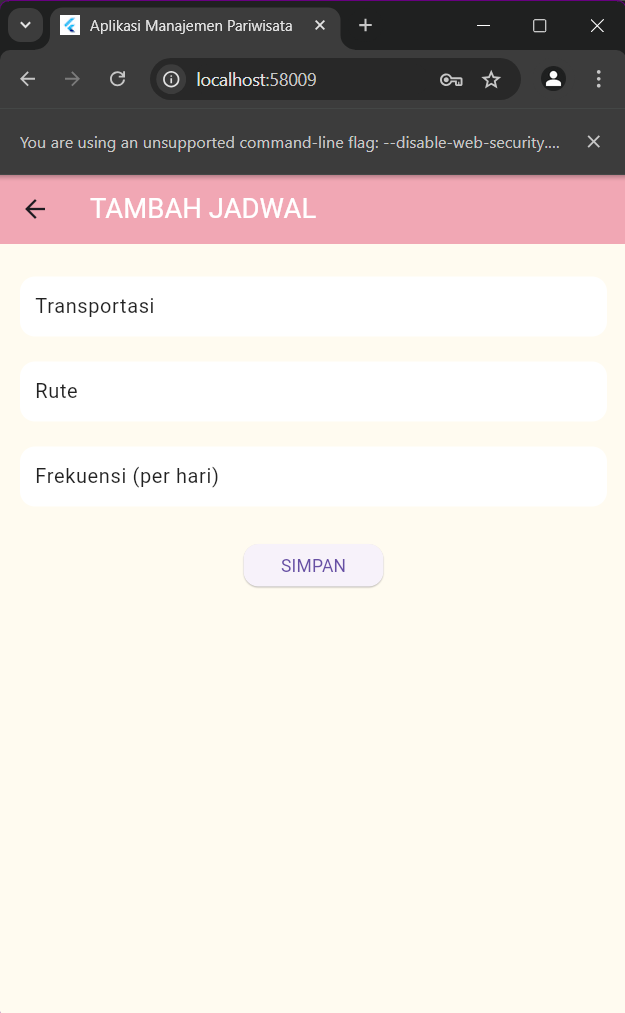 Aplikasi Manajemen Pariwisata
localhost:58009
You are using an unsupported command-line flag: --disable-web-security....
TAMBAH JADWAL
Transportasi
Rute
Frekuensi (per hari)
SIMPAN